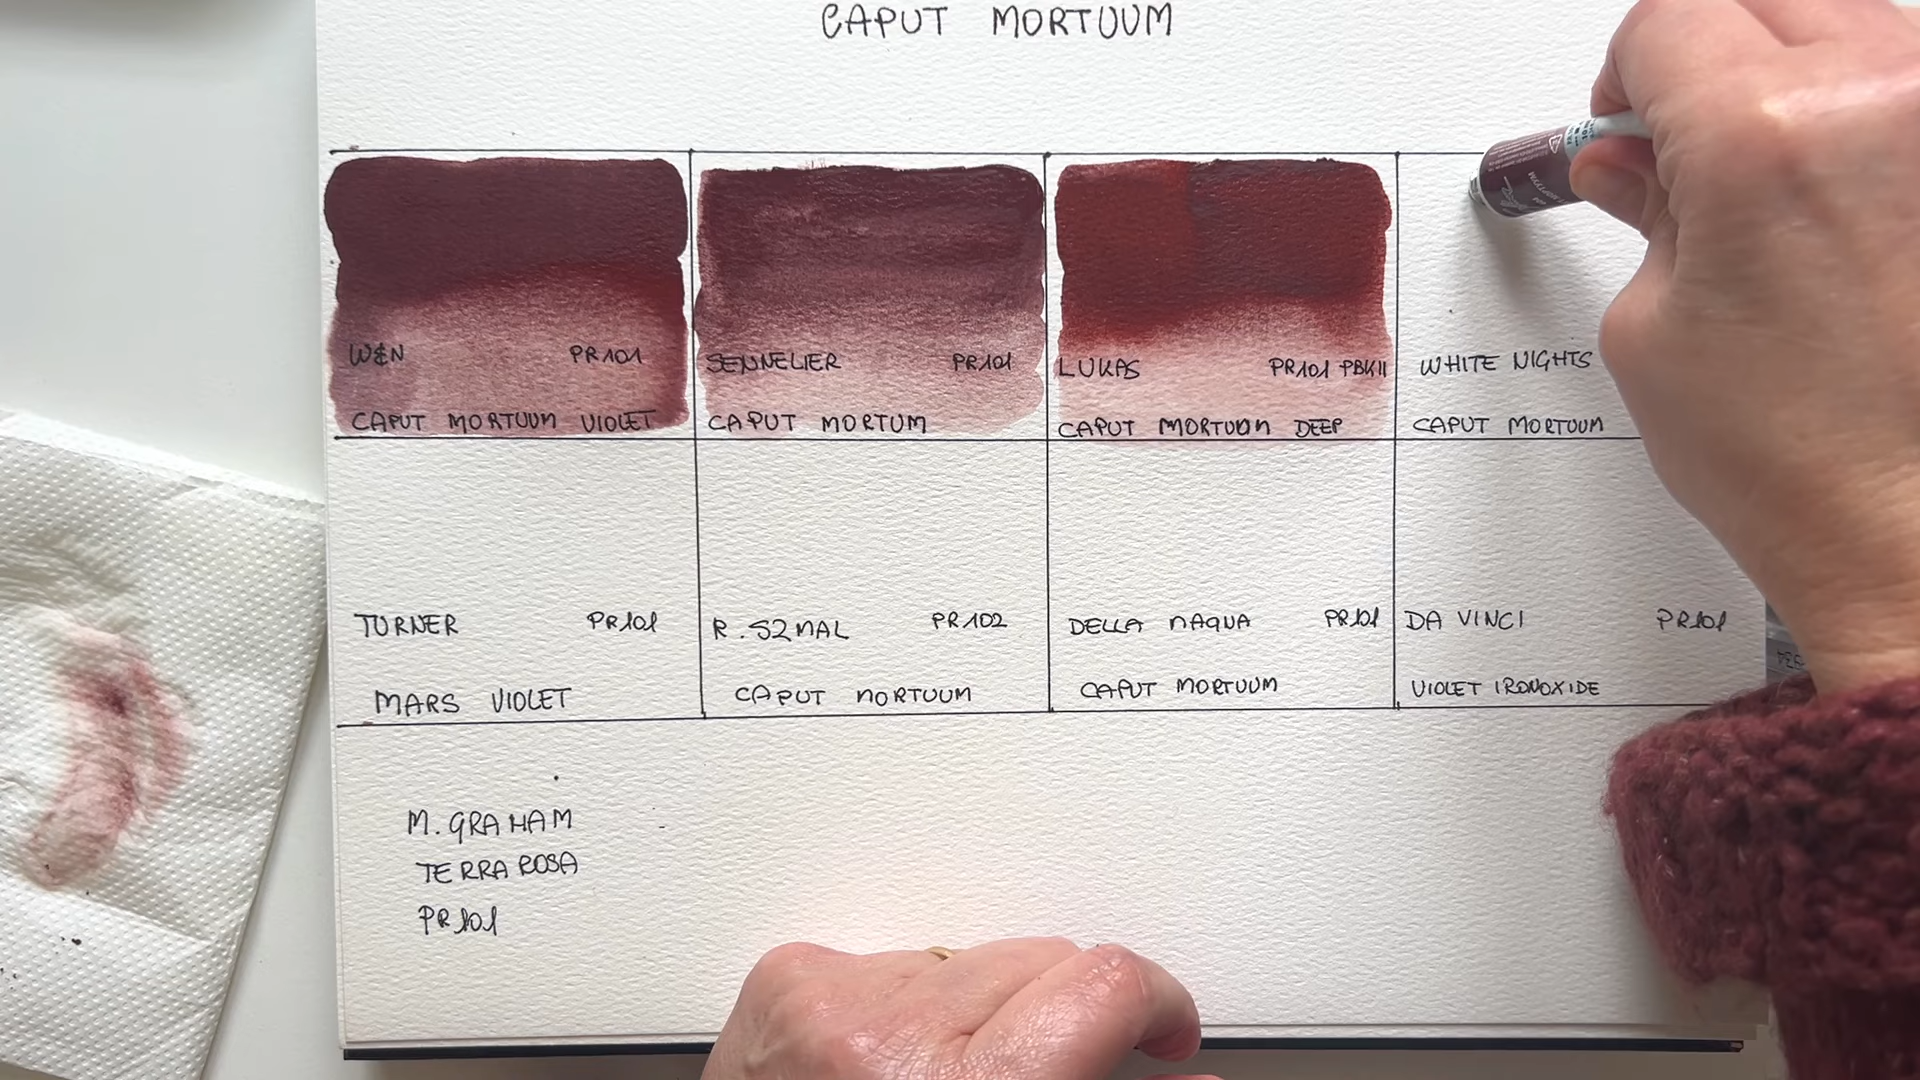 CAPUT MORTUUM
W&N PR101
CAPUT MORTUUM VIOLET
SENNELIER PR101
CAPUT MORTUM
LUKAS PR101 PBK11
CAPUT MORTUUM DEEP
WHITE NIGHTS
CAPUT MORTUUM
TURNER PR101
MARS VIOLET
R. SZMAL PR102
CAPUT MORTUUM
DELLA MAQUA PR101
CAPUT MORTUUM
DA VINCI PR101
VIOLET IRONOXIDE
M. GRAHAM
TERRA ROSA
PR101